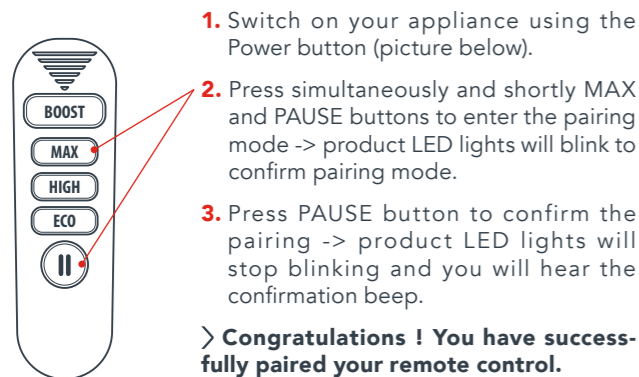 BOOST
MAX
HIGH
ECO
1. Switch on your appliance using the
Power button (picture below).
2. Press simultaneously and shortly MAX
and PAUSE buttons to enter the pairing
mode -> product LED lights will blink to
confirm pairing mode.
3. Press PAUSE button to confirm the
pairing -> product LED lights will
stop blinking and you will hear the
confirmation beep.
> Congratulations ! You have success-
fully paired your remote control.